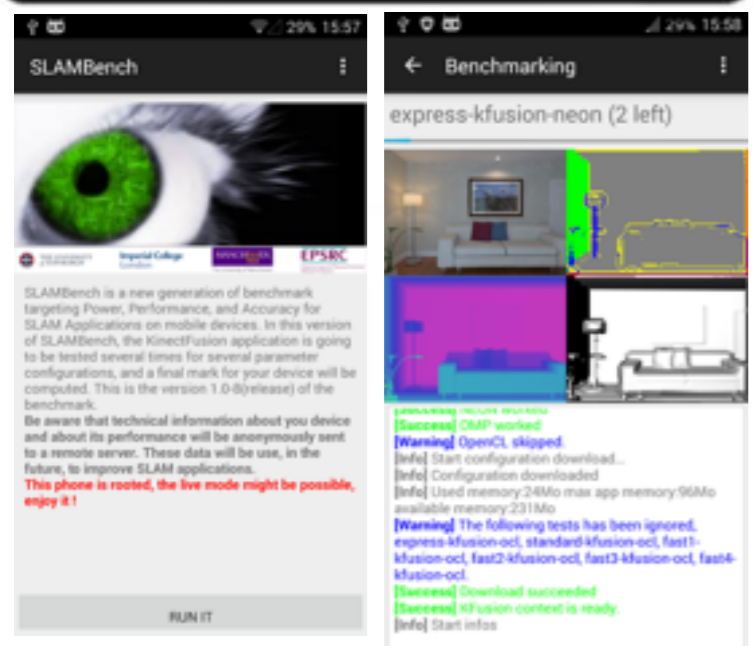 29% 15:57
SLAMBench
Imperial College
London
MANCHESTER
EPSRC
SLAMBench is a new generation of benchmark
targeting Power, Performance, and Accuracy for
SLAM Applications on mobile devices. In this version
of SLAMBench, the KinectFusion application is going
to be tested several times for several parameter
configurations, and a final mark for your device will be
computed. This is the version 1.0-8(release) of the
benchmark.
Be aware that technical information about you device
and about its performance will be anonymously sent
to a remote server. These data will be use, in the
future, to improve SLAM applications.
This phone is rooted, the live mode might be possible,
enjoy it !
RUN IT
29% 15:58
Benchmarking
express-kfusion-neon (2 left)
[Success] NEON worked
[Success] OMP worked
[Warning] OpenCL skipped.
[Info] Start configuration download...
[Info] Configuration downloaded
[Info] Used memory:24Mo max app memory:96Mo
available memory:231Mo
[Warning] The following tests has been ignored,
express-kfusion-ocl, standard-kfusion-ocl, fast1-
kfusion-ocl, fast2-kfusion-ocl, fast3-kfusion-ocl, fast4-
kfusion-ocl.
[Success] Download succeeded
[Success] KFusion context is ready.
[Info] Start infos